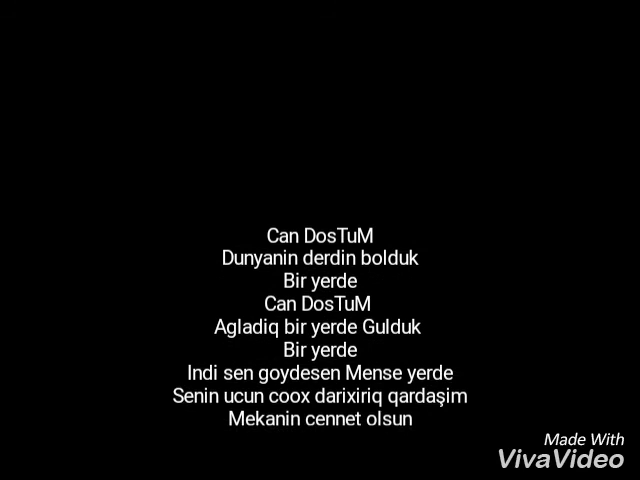 Can DosTuM
Dunyanin derdin bolduk
Bir yerde
Can DosTuM
Agladiq bir yerde Gulduk
Bir yerde
Indi sen goydesen Mense yerde
Senin ucun coox darixiriq qardaşim
Mekanin cennet olsun
Made With
VivaVideo